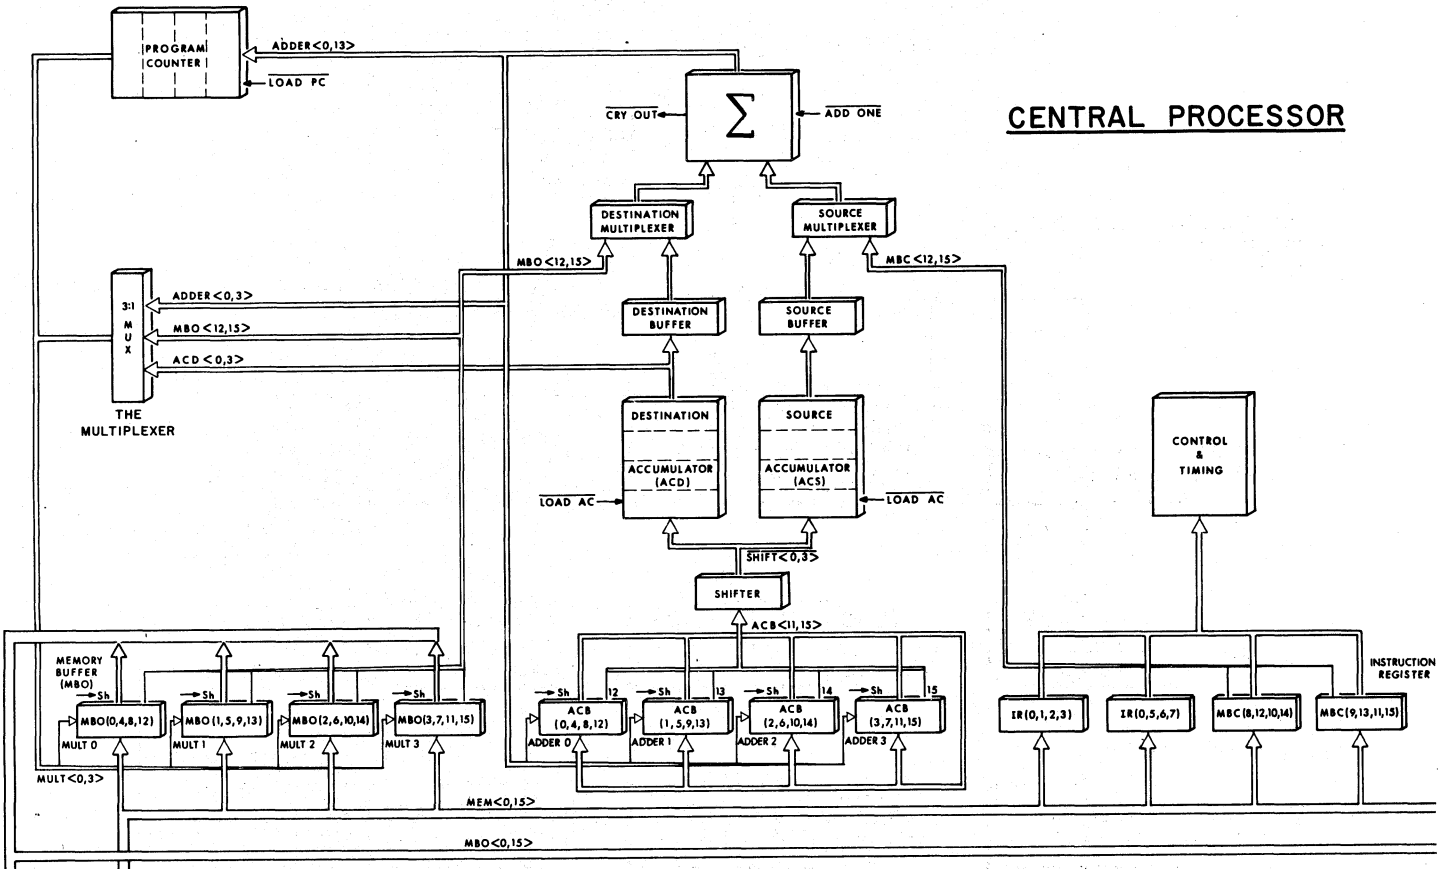 PROGRAM
COUNTER
ADDER<0,13>
LOAD PC
CRY OUT
Σ
ADD ONE
CENTRAL PROCESSOR
DESTINATION
MULTIPLEXER
SOURCE
MULTIPLEXER
MBO<12,15>
MBC<12,15>
3:1
M
U
X
ADDER<0,3>
MBO<12,15>
ACD<0,3>
THE
MULTIPLEXER
DESTINATION
BUFFER
SOURCE
BUFFER
DESTINATION
ACCUMULATOR
(ACD)
LOAD AC
SOURCE
ACCUMULATOR
(ACS)
LOAD AC
CONTROL
&
TIMING
SHIFT<0,3>
SHIFTER
ACB<11,15>
MEMORY
BUFFER
(MBO)
Sh
Sh
Sh
Sh
MBO(0,4,8,12)
MBO(1,5,9,13)
MBO(2,6,10,14)
MBO(3,7,11,15)
MULT 0
MULT 1
MULT 2
MULT 3
MULT<0,3>
Sh
12
Sh
13
Sh
14
Sh
15
ACB
(0,4,8,12)
ACB
(1,5,9,13)
ACB
(2,6,10,14)
ACB
(3,7,11,15)
ADDER 0
ADDER 1
ADDER 2
ADDER 3
INSTRUCTION
REGISTER
IR(0,1,2,3)
IR(0,5,6,7)
MBC(8,12,10,14)
MBC(9,13,11,15)
MEM<0,15>
MBO<0,15>